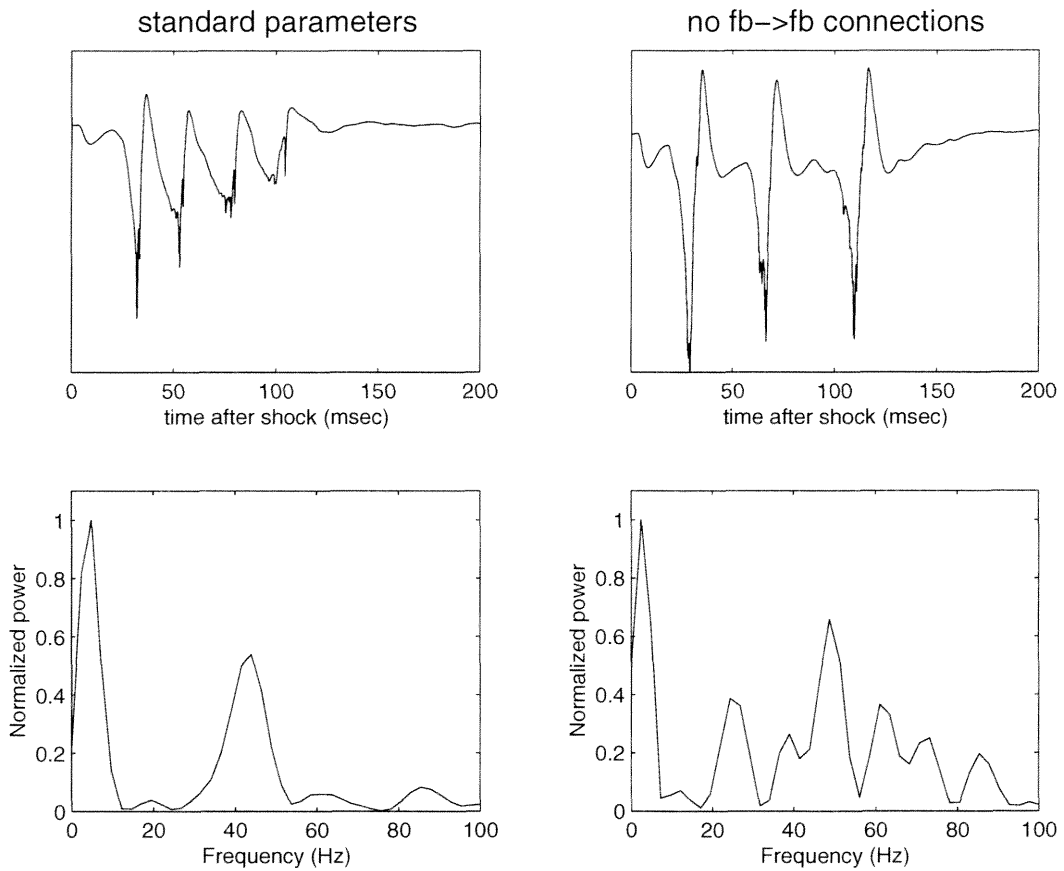 standard parameters
no fb->fb connections
0 50 100 150 200
time after shock (msec)
0 50 100 150 200
time after shock (msec)
1
0.8
0.6
0.4
0.2
0
Normalized power
0 20 40 60 80 100
Frequency (Hz)
1
0.8
0.6
0.4
0.2
0
Normalized power
0 20 40 60 80 100
Frequency (Hz)